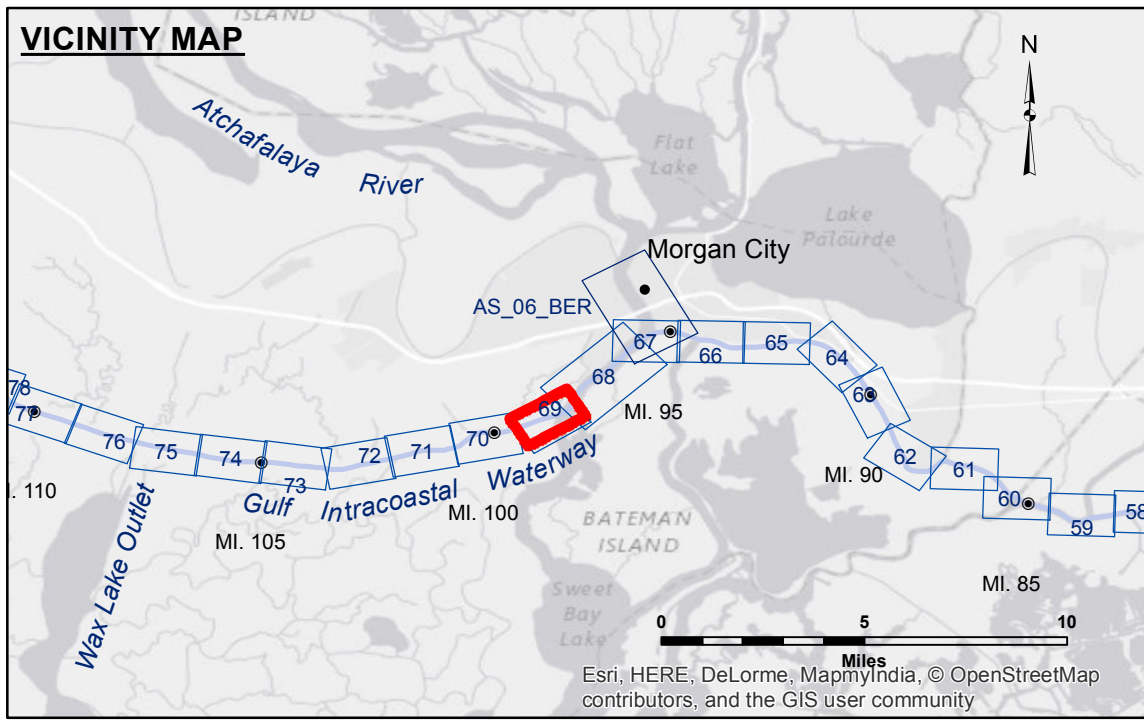 VICINITY MAP
ISLAND
N
Atchafalaya
River
Flat
Lake
Lake
Palourde
Morgan City
AS_06_BER
67
66
65
64
63
68
69
MI. 95
78
77
76
75
74
73
72
71
70
62
61
60
59
58
MI. 90
Waterway
Intracoastal
Gulf
MI. 100
MI. 105
Wax Lake Outlet
BATEMAN
ISLAND
MI. 85
Sweet
Bay
Lake
0 5 10
Miles
Esri, HERE, DeLorme, MapmyIndia, © OpenStreetMap
contributors, and the GIS user community